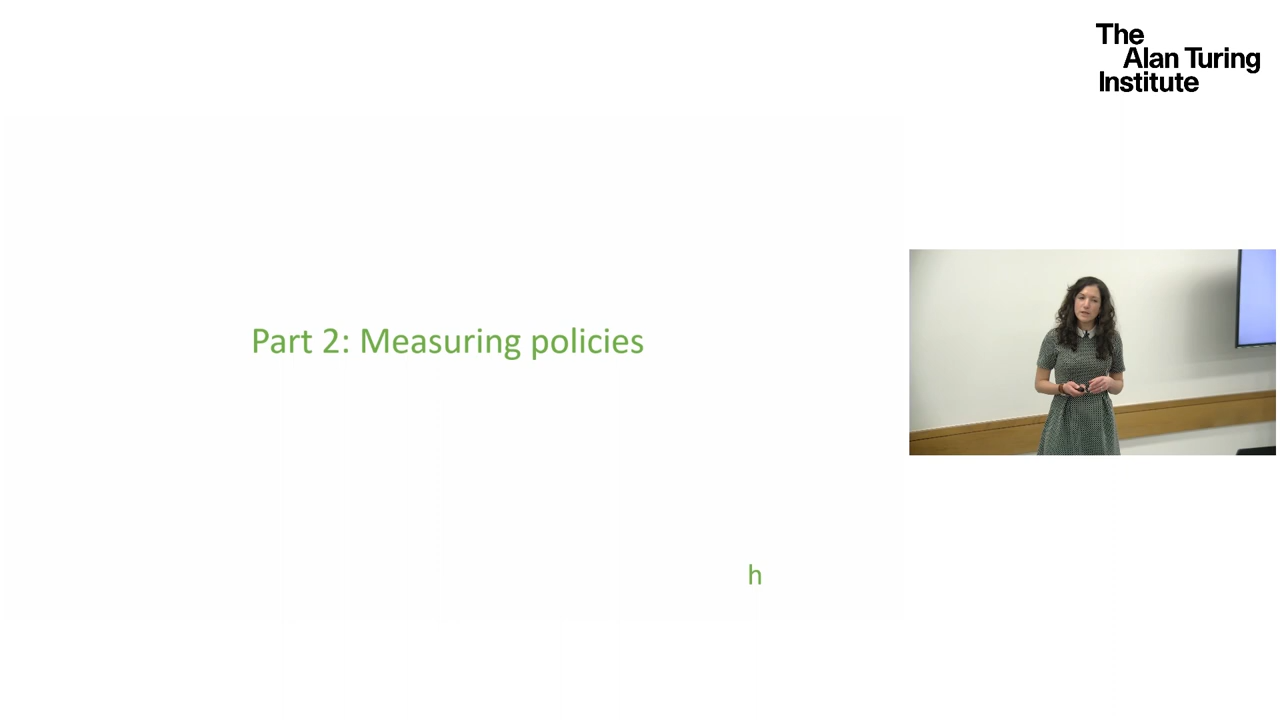 The
Alan Turing
Institute
Part 2: Measuring policies
h